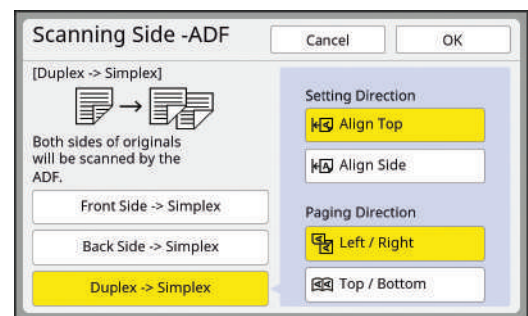 Scanning Side -ADF
Cancel
OK
[Duplex -> Simplex]
Both sides of originals
will be scanned by the
ADF.
Front Side -> Simplex
Back Side -> Simplex
Duplex -> Simplex
Setting Direction
Align Top
Align Side
Paging Direction
Left / Right
Top / Bottom